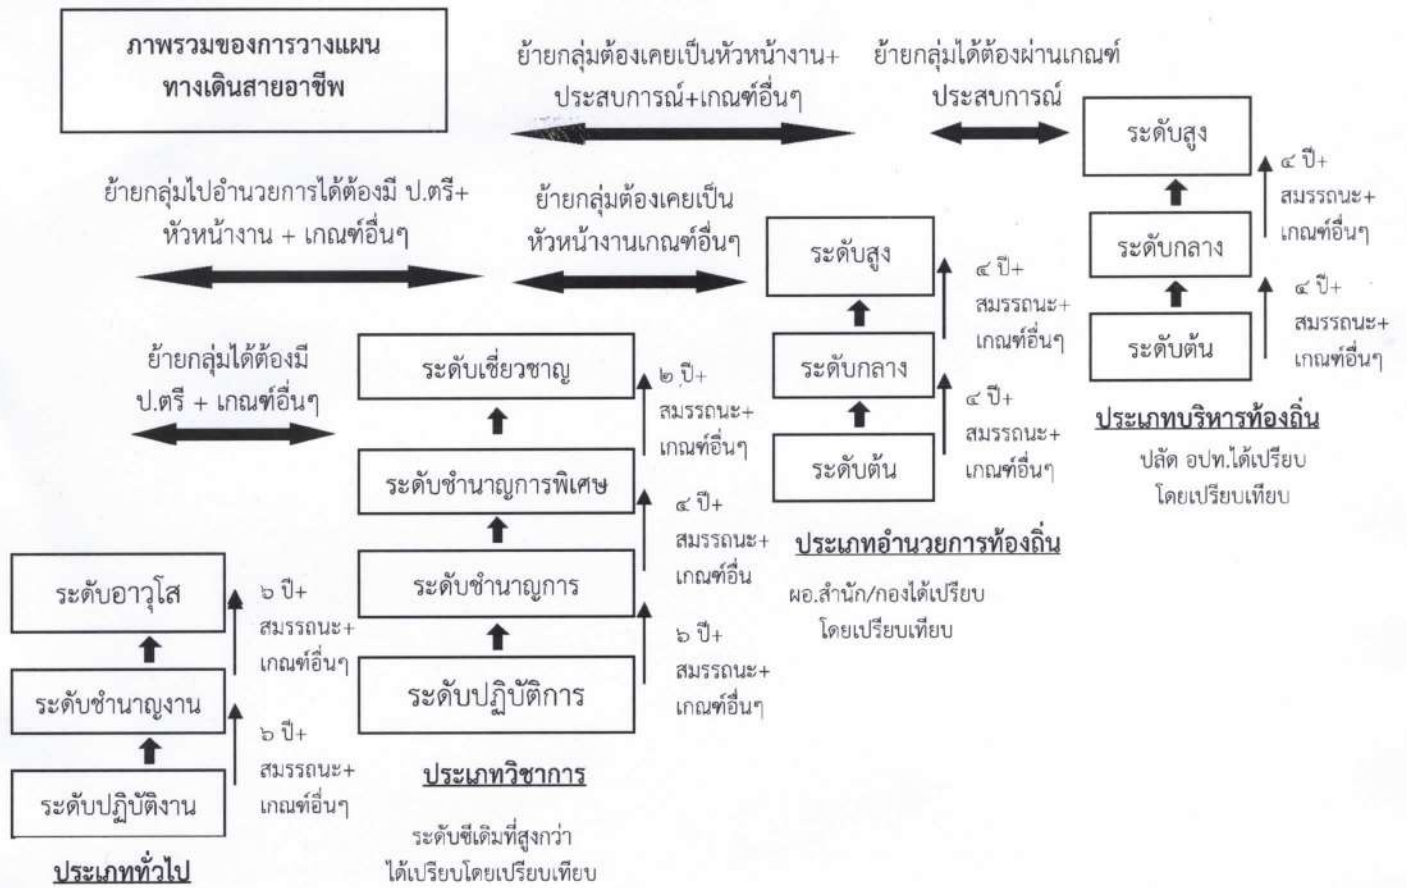 ภาพรวมของการวางแผน
ทางเดินสายอาชีพ
ย้ายกลุ่มต้องเคยเป็นหัวหน้างาน+
ประสบการณ์+เกณฑ์อื่นๆ
ย้ายกลุ่มได้ต้องผ่านเกณฑ์
ประสบการณ์
ย้ายกลุ่มไปอำนวยการได้ต้องมี ป.ตรี+
หัวหน้างาน + เกณฑ์อื่นๆ
ย้ายกลุ่มต้องเคยเป็น
หัวหน้างานเกณฑ์อื่นๆ
ย้ายกลุ่มได้ต้องมี
ป.ตรี + เกณฑ์อื่นๆ
ระดับอาวุโส
๖ ปี+
สมรรถนะ+
เกณฑ์อื่นๆ
ระดับชำนาญงาน
๖ ปี+
สมรรถนะ+
เกณฑ์อื่นๆ
ระดับปฏิบัติงาน
ประเภททั่วไป
ระดับเชี่ยวชาญ
๒ ปี+
สมรรถนะ+
เกณฑ์อื่นๆ
ระดับชำนาญการพิเศษ
๔ ปี+
สมรรถนะ+
เกณฑ์อื่น
ระดับชำนาญการ
๖ ปี+
สมรรถนะ+
เกณฑ์อื่นๆ
ระดับปฏิบัติการ
ประเภทวิชาการ
ระดับซีเดิมที่สูงกว่า
ได้เปรียบโดยเปรียบเทียบ
ระดับสูง
๔ ปี+
สมรรถนะ+
เกณฑ์อื่นๆ
ระดับกลาง
๔ ปี+
สมรรถนะ+
เกณฑ์อื่นๆ
ระดับต้น
ประเภทอำนวยการท้องถิ่น
ผอ.สำนัก/กองได้เปรียบ
โดยเปรียบเทียบ
ระดับสูง
๔ ปี+
สมรรถนะ+
เกณฑ์อื่นๆ
ระดับกลาง
๔ ปี+
สมรรถนะ+
เกณฑ์อื่นๆ
ระดับต้น
ประเภทบริหารท้องถิ่น
ปลัด อปท.ได้เปรียบ
โดยเปรียบเทียบ